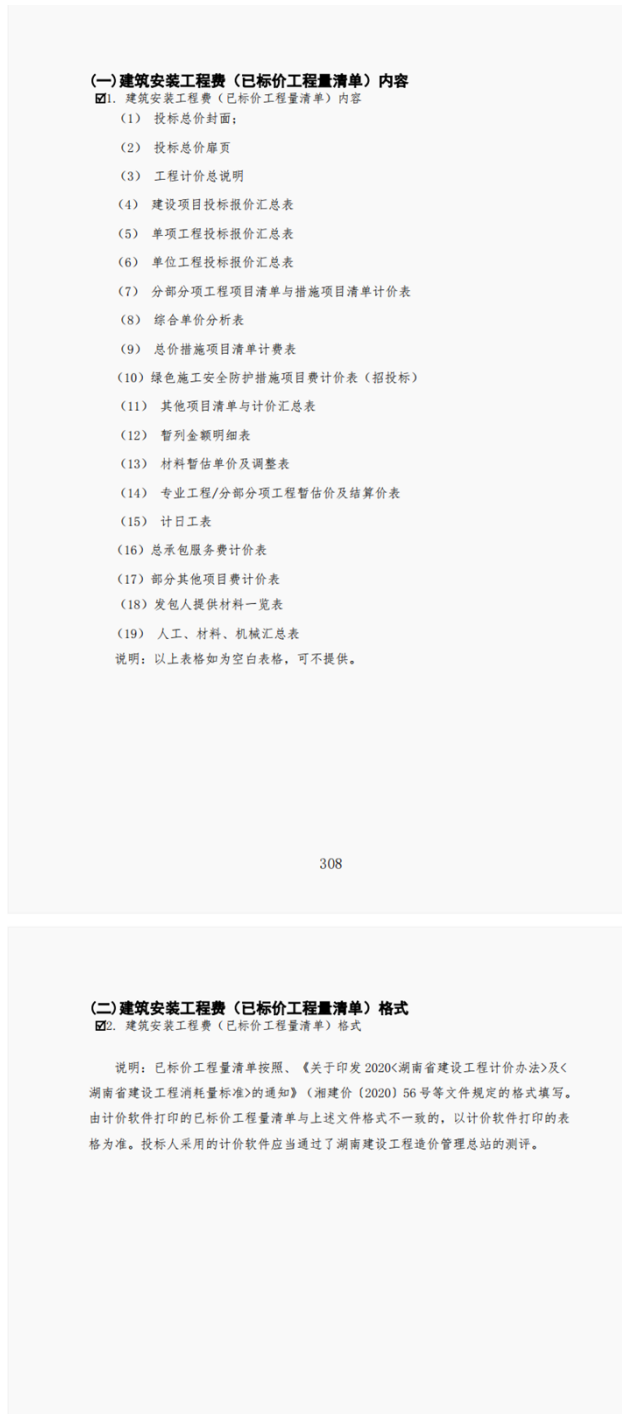 (一)建筑安装工程费（已标价工程量清单）内容
☑1. 建筑安装工程费（已标价工程量清单）内容
（1） 投标总价封面；
（2） 投标总价扉页
（3） 工程计价总说明
（4） 建设项目投标报价汇总表
（5） 单项工程投标报价汇总表
（6） 单位工程投标报价汇总表
（7） 分部分项工程项目清单与措施项目清单计价表
（8） 综合单价分析表
（9） 总价措施项目清单计费表
（10）绿色施工安全防护措施项目费计价表（招投标）
（11） 其他项目清单与计价汇总表
（12） 暂列金额明细表
（13） 材料暂估单价及调整表
（14） 专业工程/分部分项工程暂估价及结算价表
（15） 计日工表
（16）总承包服务费计价表
（17）部分其他项目费计价表
（18）发包人提供材料一览表
（19） 人工、材料、机械汇总表
说明：以上表格如为空白表格，可不提供。
308
(二)建筑安装工程费（已标价工程量清单）格式
☑2. 建筑安装工程费（已标价工程量清单）格式
说明：已标价工程量清单按照、《关于印发 2020<湖南省建设工程计价办法>及<
湖南省建设工程消耗量标准>的通知》（湘建价〔2020〕56 号等文件规定的格式填写。
由计价软件打印的已标价工程量清单与上述文件格式不一致的，以计价软件打印的表
格为准。投标人采用的计价软件应当通过了湖南建设工程造价管理总站的测评。